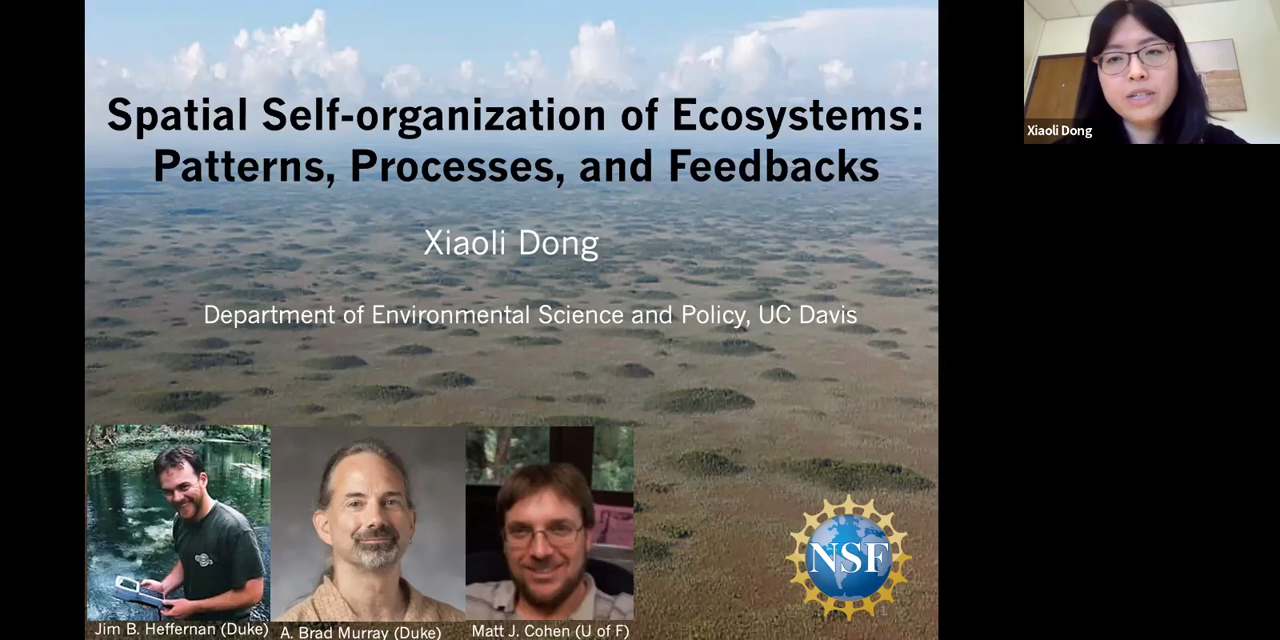 Spatial Self-organization of Ecosystems:
Patterns, Processes, and Feedbacks
Xiaoli Dong
Department of Environmental Science and Policy, UC Davis
Xiaoli Dong
NSF
Jim B. Heffernan (Duke)
A. Brad Murray (Duke)
Matt J. Cohen (U of F)